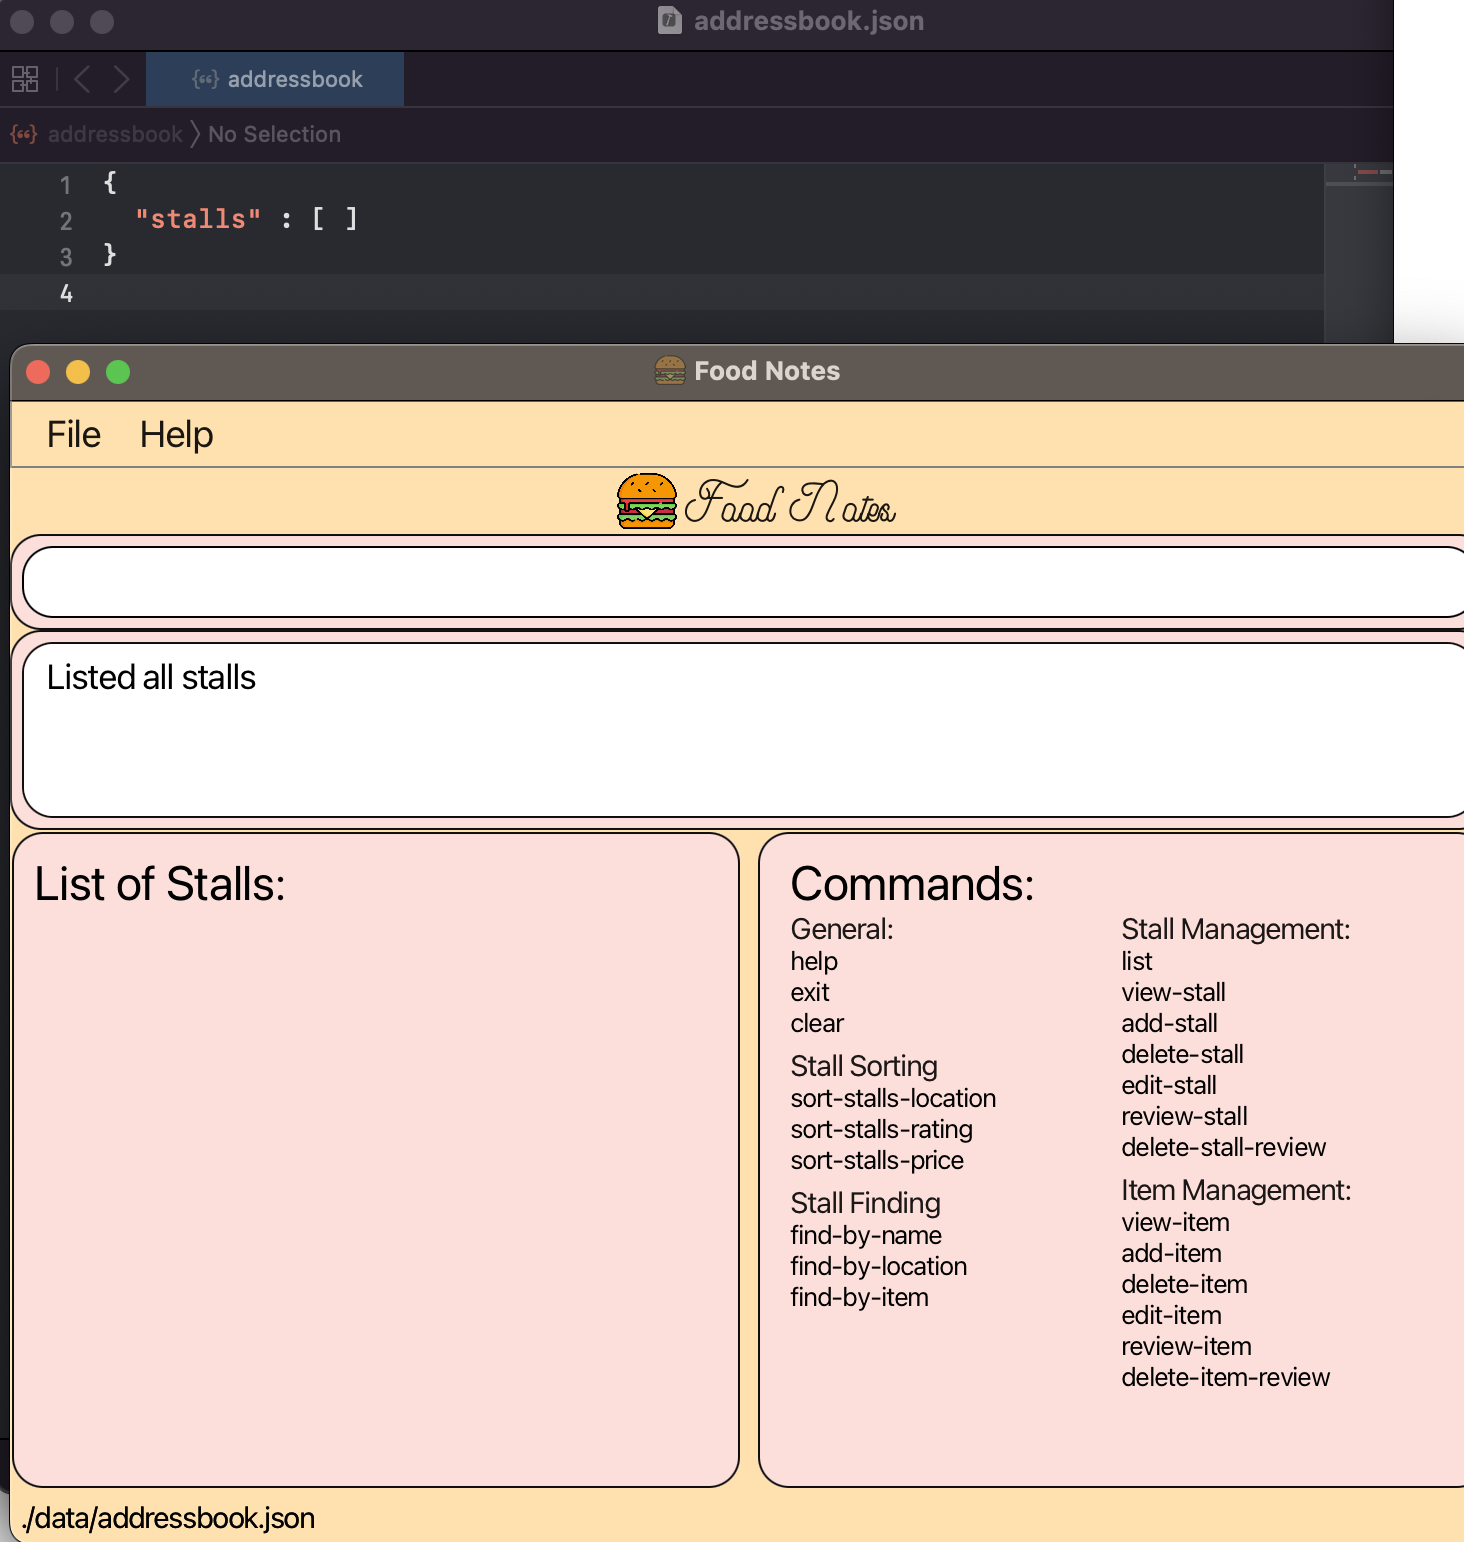 addressbook.json
addressbook
addressbook No Selection
1 {
2 "stalls" : [ ]
3 }
4
Food Notes
File Help
Food Notes
Listed all stalls
List of Stalls:
Commands:
General:
help
exit
clear
Stall Sorting
sort-stalls-location
sort-stalls-rating
sort-stalls-price
Stall Finding
find-by-name
find-by-location
find-by-item
Stall Management:
list
view-stall
add-stall
delete-stall
edit-stall
review-stall
delete-stall-review
Item Management:
view-item
add-item
delete-item
edit-item
review-item
delete-item-review
./data/addressbook.json